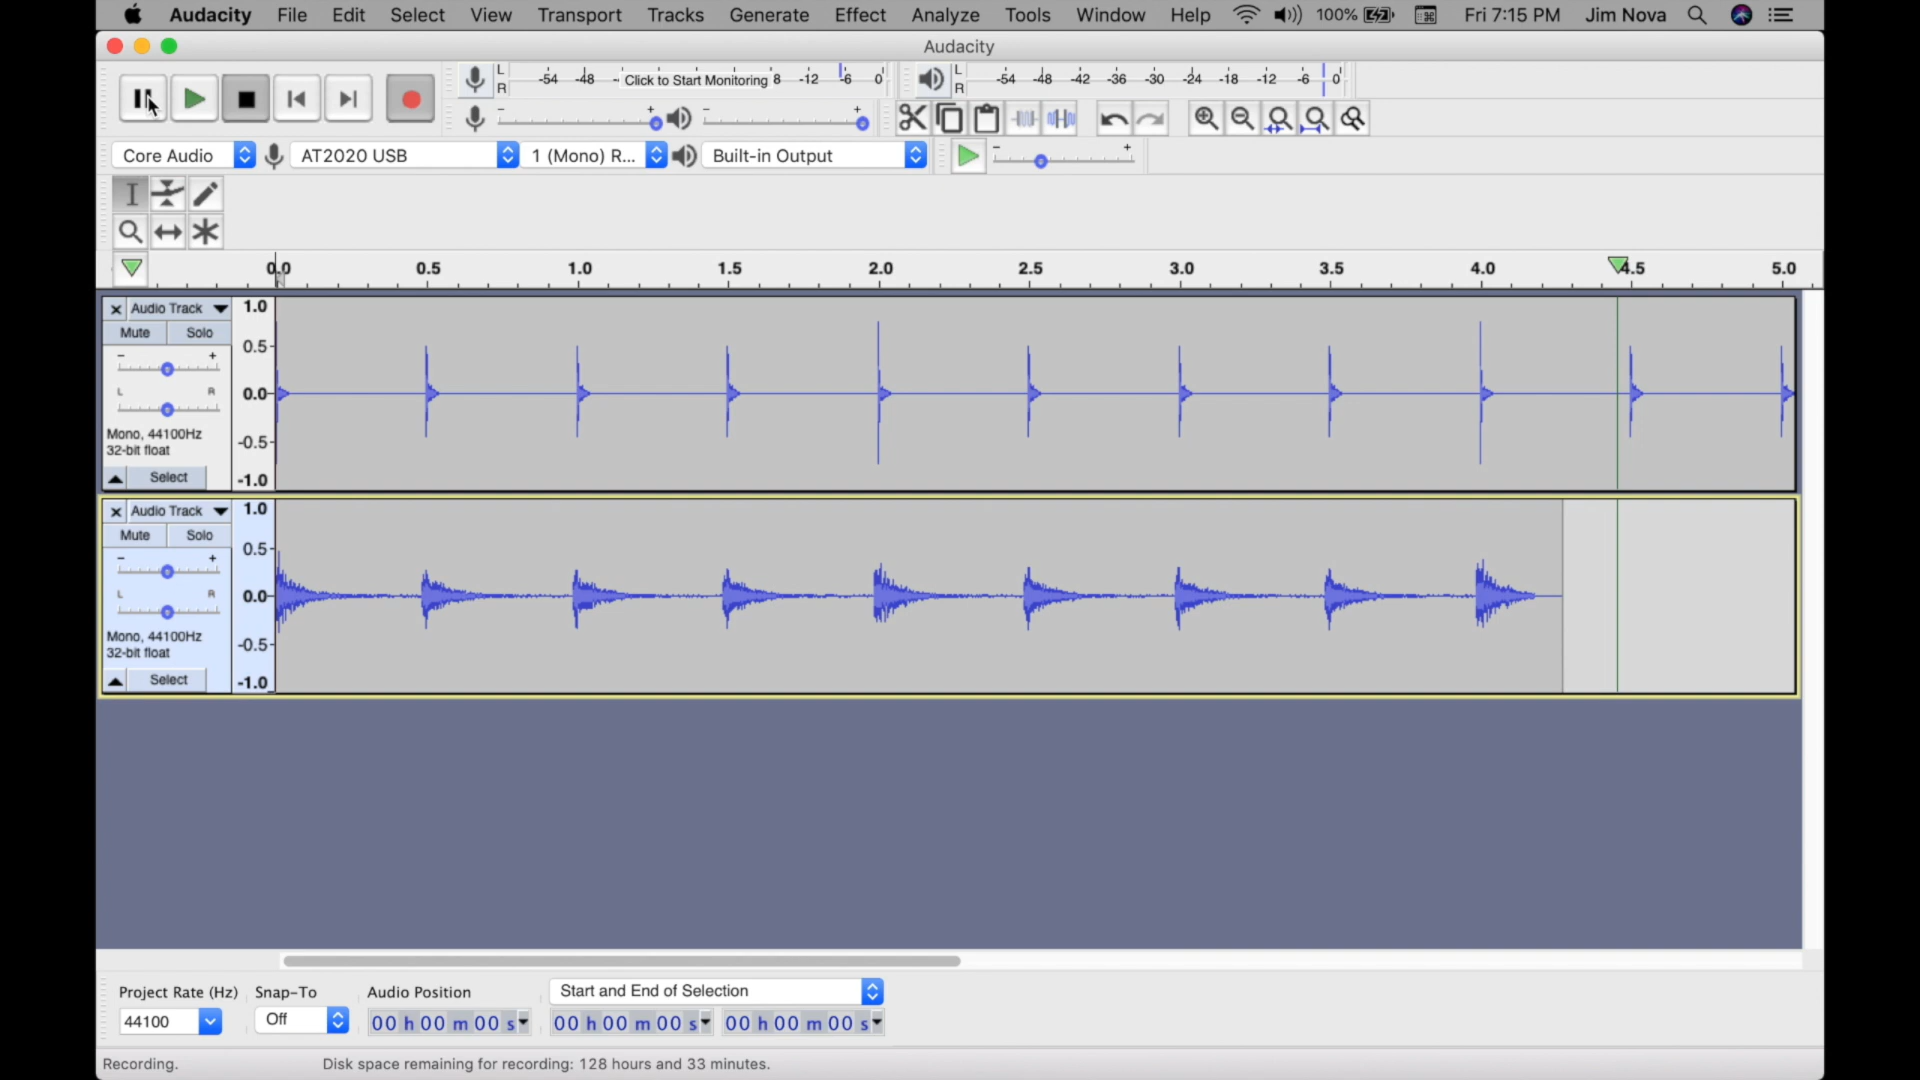 Audacity File Edit Select View Transport Tracks Generate Effect Analyze Tools Window Help 100% Fri 7:15 PM Jim Nova
Audacity
L R -54 -48 - Click to Start Monitoring 8 -12 -6 0 L R -54 -48 -42 -36 -30 -24 -18 -12 -6 0
- + - +
Core Audio AT2020 USB 1 (Mono) R... Built-in Output - +
0.0 0.5 1.0 1.5 2.0 2.5 3.0 3.5 4.0 4.5 5.0
x Audio Track 1.0
Mute Solo
0.5
- +
L R 0.0
Mono, 44100Hz -0.5
32-bit float
Select -1.0
x Audio Track 1.0
Mute Solo
0.5
- +
L R 0.0
Mono, 44100Hz -0.5
32-bit float
Select -1.0
Project Rate (Hz) Snap-To Audio Position Start and End of Selection
44100 Off 00 h 00 m 00 s 00 h 00 m 00 s 00 h 00 m 00 s
Recording. Disk space remaining for recording: 128 hours and 33 minutes.